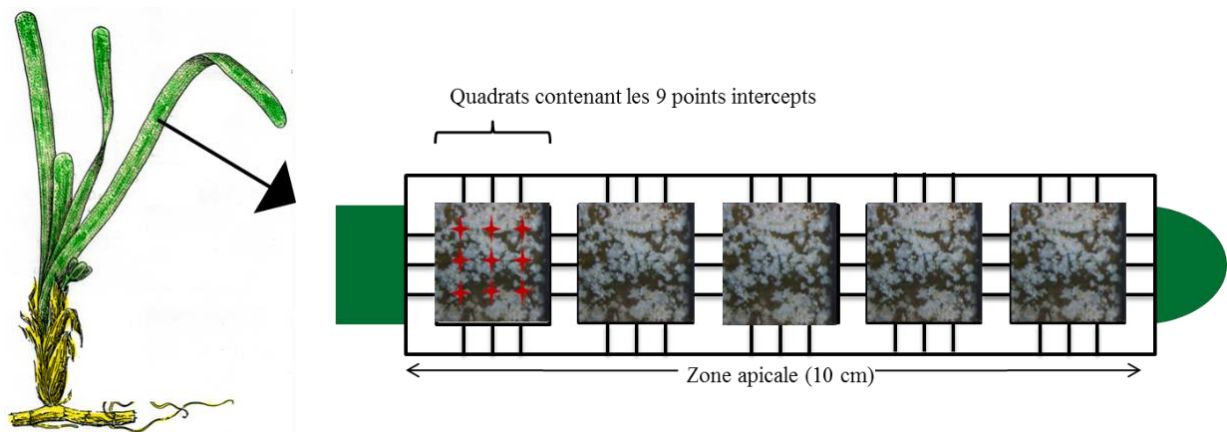 Quadrats contenant les 9 points intercepts
Zone apicale (10 cm)